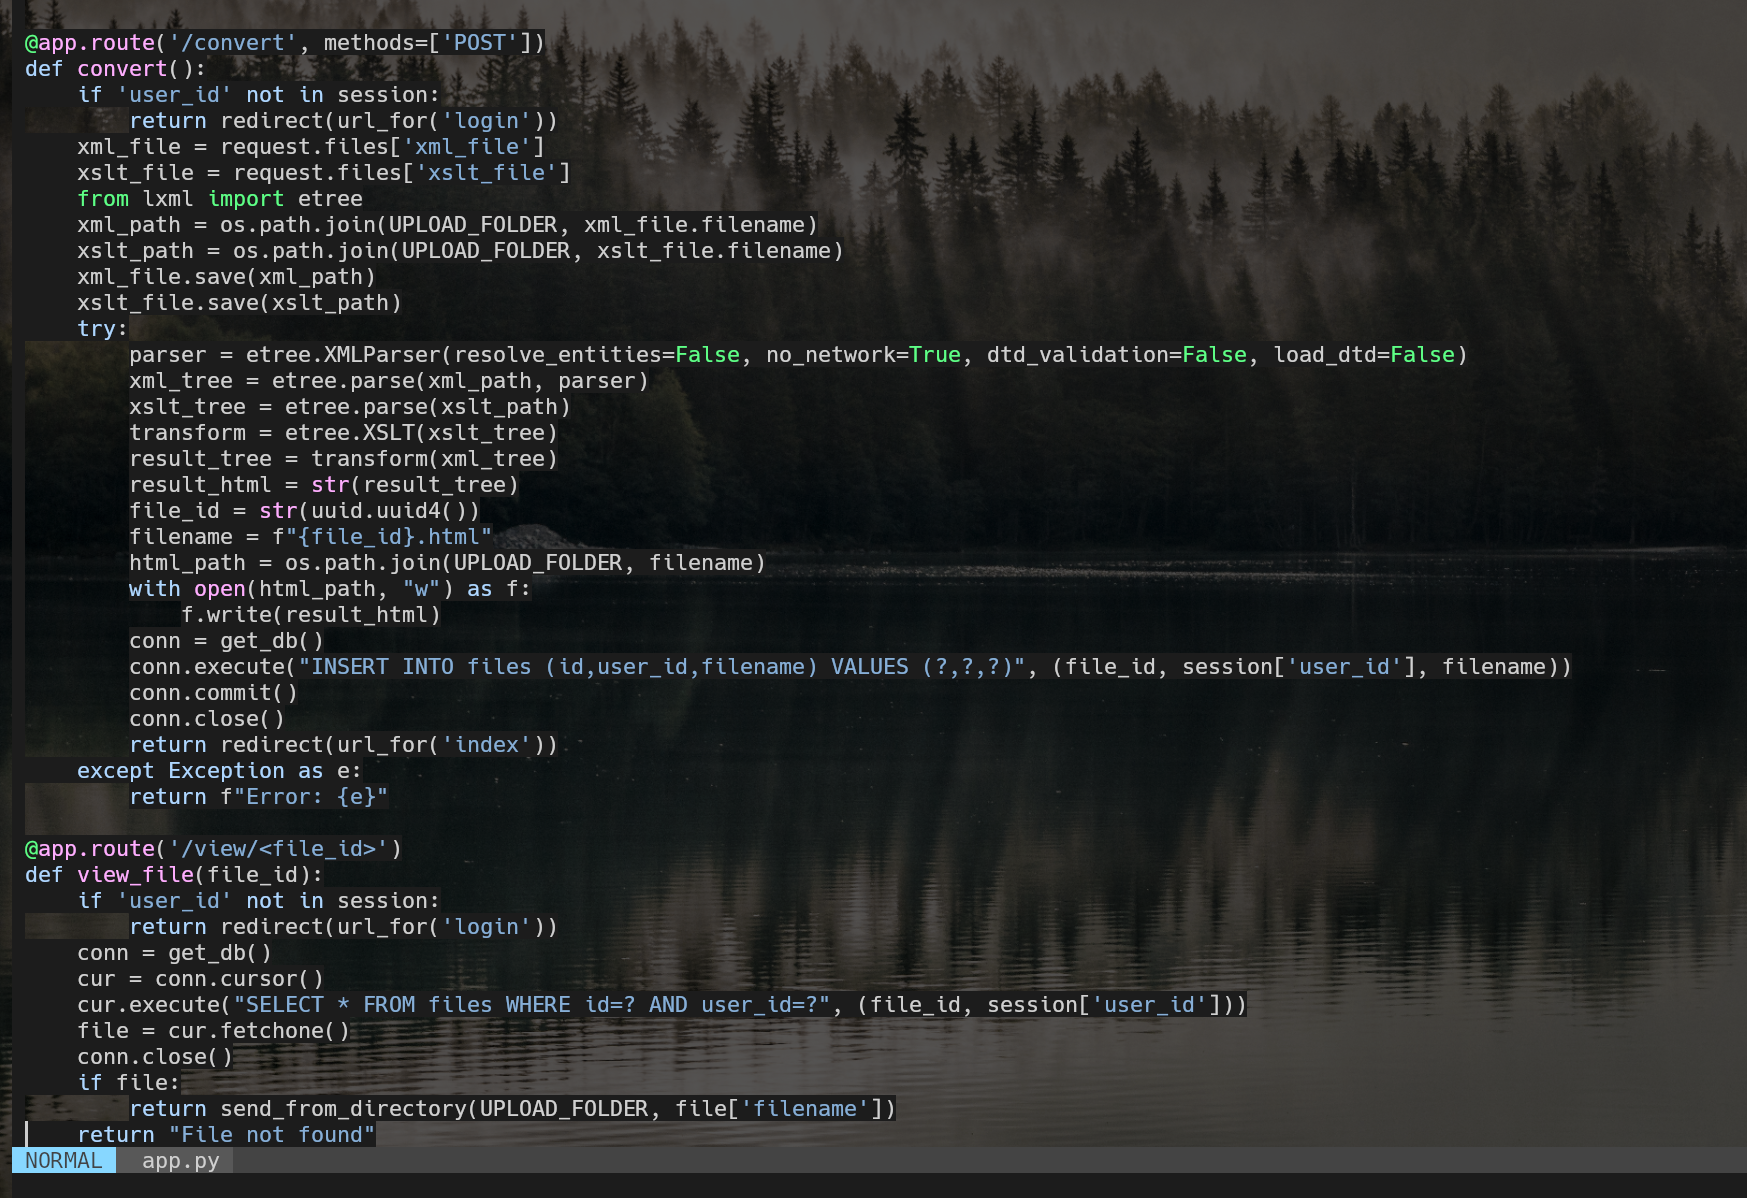 @app.route('/convert', methods=['POST'])
def convert():
    if 'user_id' not in session:
        return redirect(url_for('login'))
    xml_file = request.files['xml_file']
    xslt_file = request.files['xslt_file']
    from lxml import etree
    xml_path = os.path.join(UPLOAD_FOLDER, xml_file.filename)
    xslt_path = os.path.join(UPLOAD_FOLDER, xslt_file.filename)
    xml_file.save(xml_path)
    xslt_file.save(xslt_path)
    try:
        parser = etree.XMLParser(resolve_entities=False, no_network=True, dtd_validation=False, load_dtd=False)
        xml_tree = etree.parse(xml_path, parser)
        xslt_tree = etree.parse(xslt_path)
        transform = etree.XSLT(xslt_tree)
        result_tree = transform(xml_tree)
        result_html = str(result_tree)
        file_id = str(uuid.uuid4())
        filename = f"{file_id}.html"
        html_path = os.path.join(UPLOAD_FOLDER, filename)
        with open(html_path, "w") as f:
            f.write(result_html)
        conn = get_db()
        conn.execute("INSERT INTO files (id,user_id,filename) VALUES (?,?,?)", (file_id, session['user_id'], filename))
        conn.commit()
        conn.close()
        return redirect(url_for('index'))
    except Exception as e:
        return f"Error: {e}"

@app.route('/view/<file_id>')
def view_file(file_id):
    if 'user_id' not in session:
        return redirect(url_for('login'))
    conn = get_db()
    cur = conn.cursor()
    cur.execute("SELECT * FROM files WHERE id=? AND user_id=?", (file_id, session['user_id']))
    file = cur.fetchone()
    conn.close()
    if file:
        return send_from_directory(UPLOAD_FOLDER, file['filename'])
    return "File not found"
NORMAL  app.py